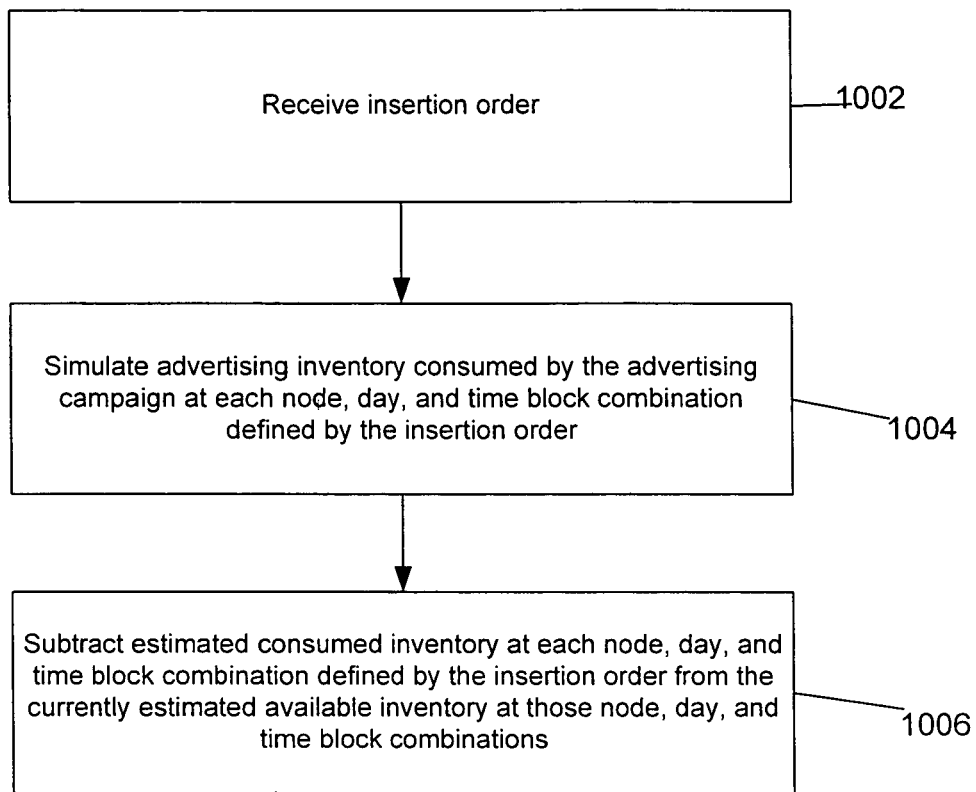 Receive insertion order
1002
Simulate advertising inventory consumed by the advertising
campaign at each node, day, and time block combination
defined by the insertion order
1004
Subtract estimated consumed inventory at each node, day, and
time block combination defined by the insertion order from the
currently estimated available inventory at those node, day, and
time block combinations
1006